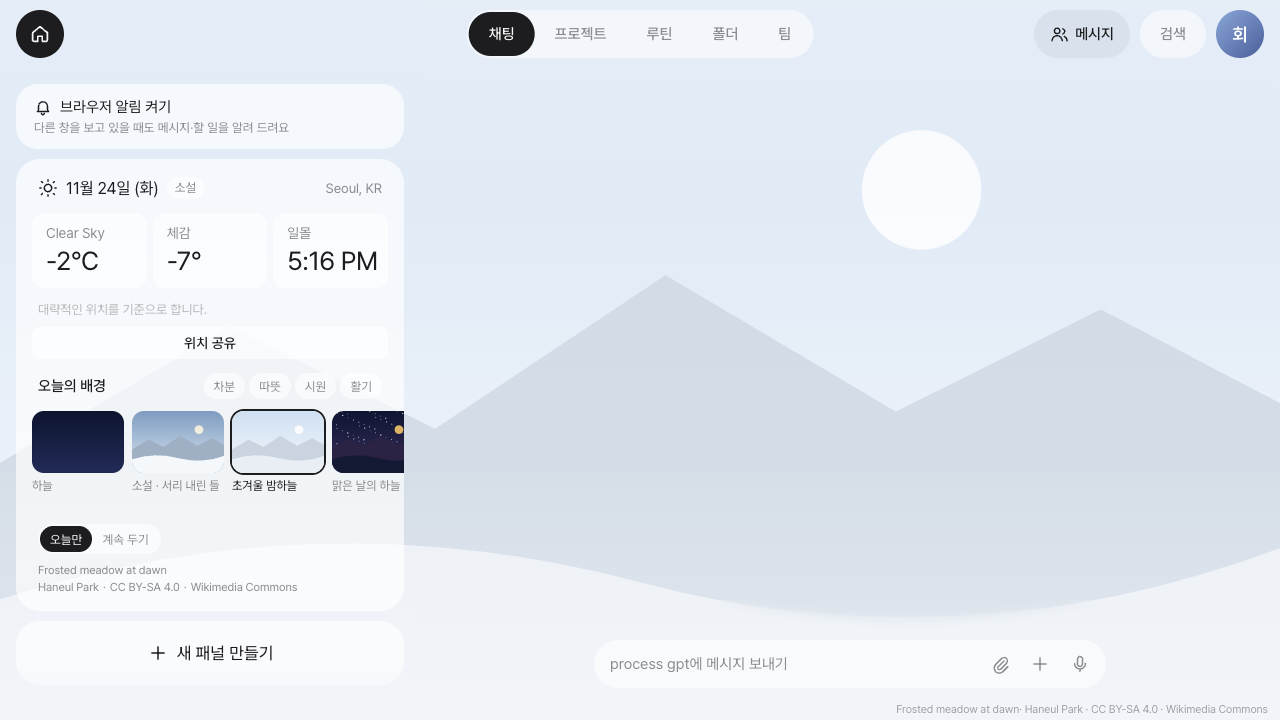 채팅
프로젝트
루틴
폴더
팀
메시지
검색
회
브라우저 알림 켜기
다른 창을 보고 있을 때도 메시지·할 일을 알려 드려요
11월 24일 (화)
소설
Seoul, KR
Clear Sky
-2°C
체감
-7°
일몰
5:16 PM
대략적인 위치를 기준으로 합니다.
위치 공유
오늘의 배경
차분
따뜻
시원
활기
하늘
소설 · 서리 내린 들
초겨울 밤하늘
맑은 날의 하늘
오늘만
계속 두기
Frosted meadow at dawn
Haneul Park · CC BY-SA 4.0 · Wikimedia Commons
새 패널 만들기
process gpt에 메시지 보내기
Frosted meadow at dawn· Haneul Park · CC BY-SA 4.0 · Wikimedia Commons